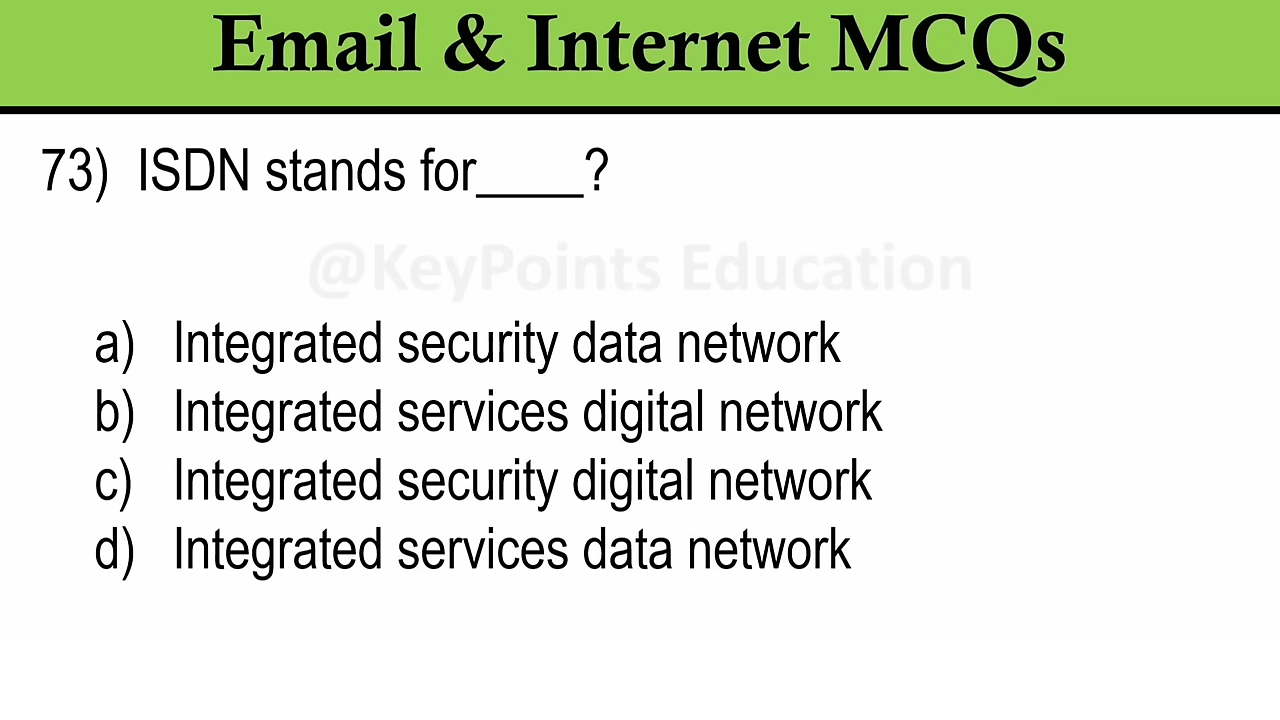 Email & Internet MCQs
73) ISDN stands for____?
@KeyPoints Education
a) Integrated security data network
b) Integrated services digital network
c) Integrated security digital network
d) Integrated services data network